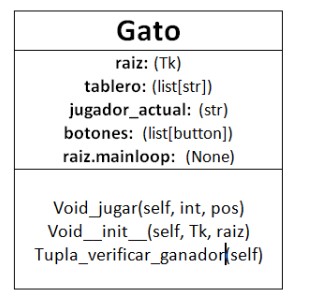 Gato
raiz: (Tk)
tablero: (list[str])
jugador_actual: (str)
botones: (list[button])
raiz.mainloop: (None)
Void_jugar(self, int, pos)
Void__init__(self, Tk, raiz)
Tupla_verificar_ganador(self)